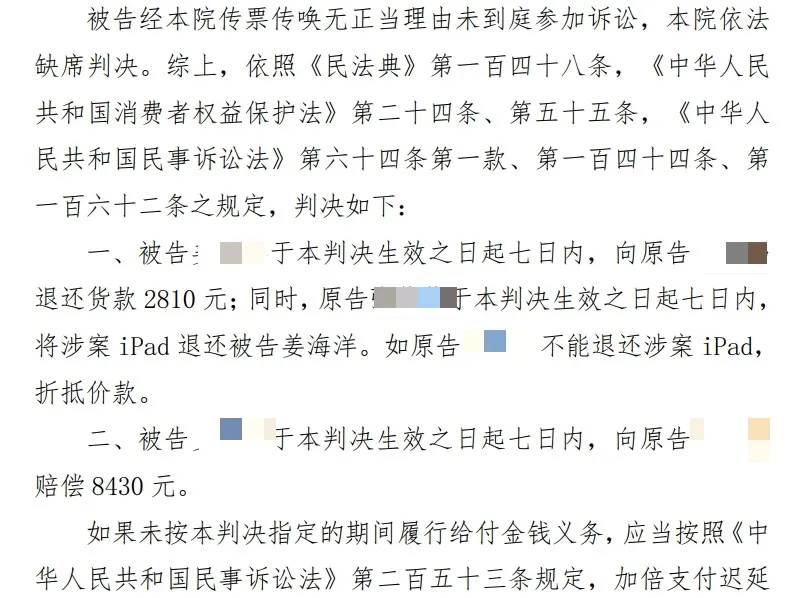 被告经本院传票传唤无正当理由未到庭参加诉讼，本院依法
缺席判决。综上，依照《民法典》第一百四十八条，《中华人民
共和国消费者权益保护法》第二十四条、第五十五条，《中华人
民共和国民事诉讼法》第六十四条第一款、第一百四十四条、第
一百六十二条之规定，判决如下：
一、被告 于本判决生效之日起七日内，向原告
退还货款 2810 元；同时，原告 于本判决生效之日起七日内，
将涉案 iPad 退还被告姜海洋。如原告 不能退还涉案 iPad，
折抵价款。
二、被告 于本判决生效之日起七日内，向原告
赔偿 8430 元。
如果未按本判决指定的期间履行给付金钱义务，应当按照《中
华人民共和国民事诉讼法》第二百五十三条规定，加倍支付迟延